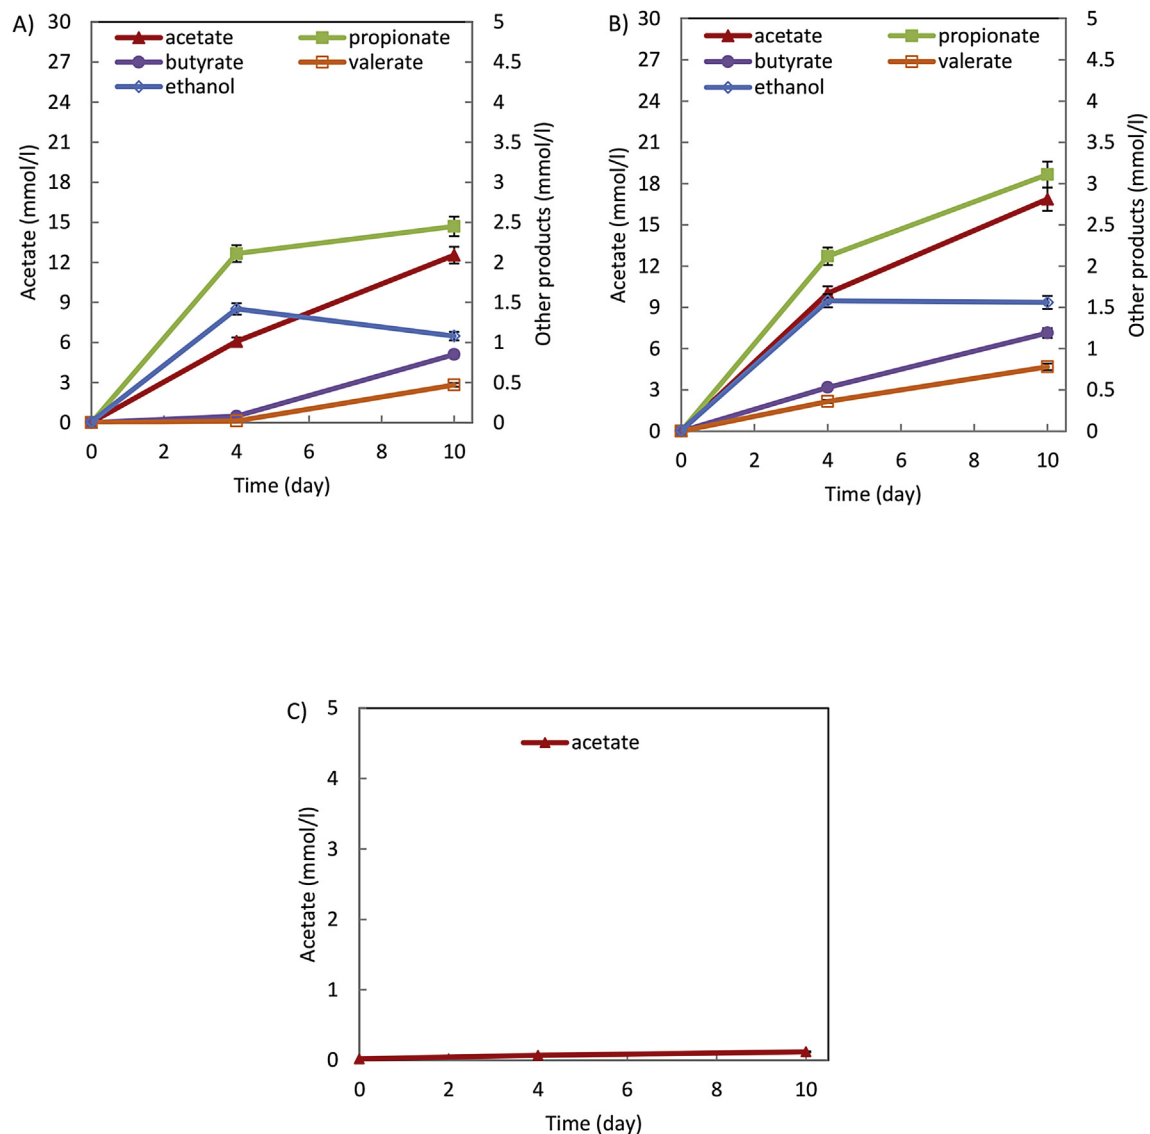 A)
acetate propionate
butyrate valerate
ethanol
30
27
24
21
18
15
12
9
6
3
0
Acetate (mmol/l)
5
4.5
4
3.5
3
2.5
2
1.5
1
0.5
0
Other products (mmol/l)
0 2 4 6 8 10
Time (day)
B)
acetate propionate
butyrate valerate
ethanol
30
27
24
21
18
15
12
9
6
3
0
Acetate (mmol/l)
5
4.5
4
3.5
3
2.5
2
1.5
1
0.5
0
Other products (mmol/l)
0 2 4 6 8 10
Time (day)
C)
acetate
5
4
3
2
1
0
Acetate (mmol/l)
0 2 4 6 8 10
Time (day)